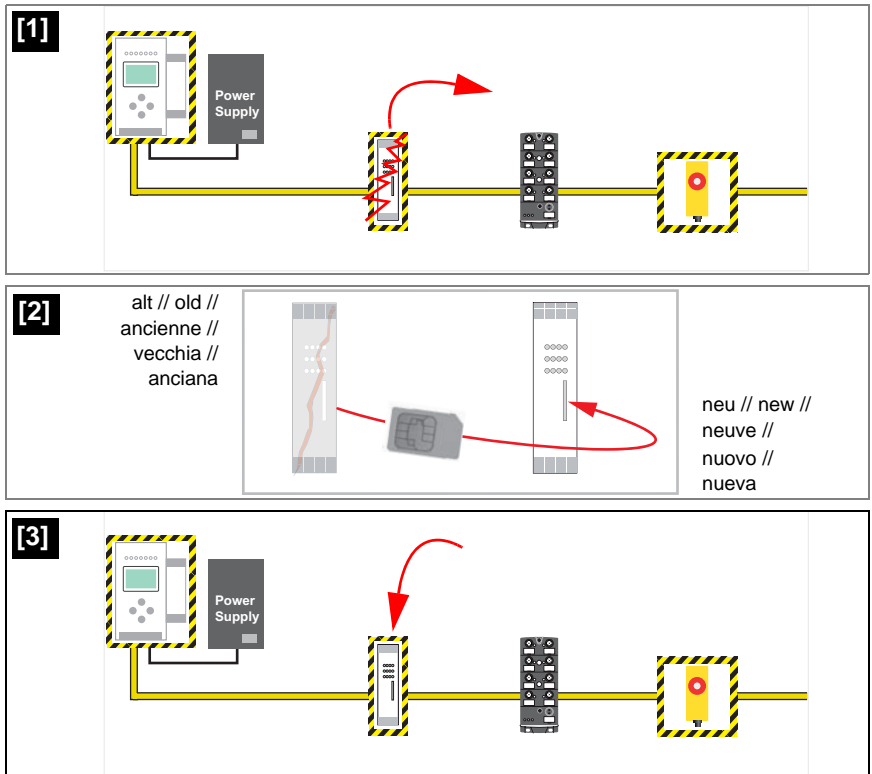 [1]
Power
Supply
[2]
alt // old //
ancienne //
vecchia //
anciana
neu // new //
neuve //
nuovo //
nueva
[3]
Power
Supply